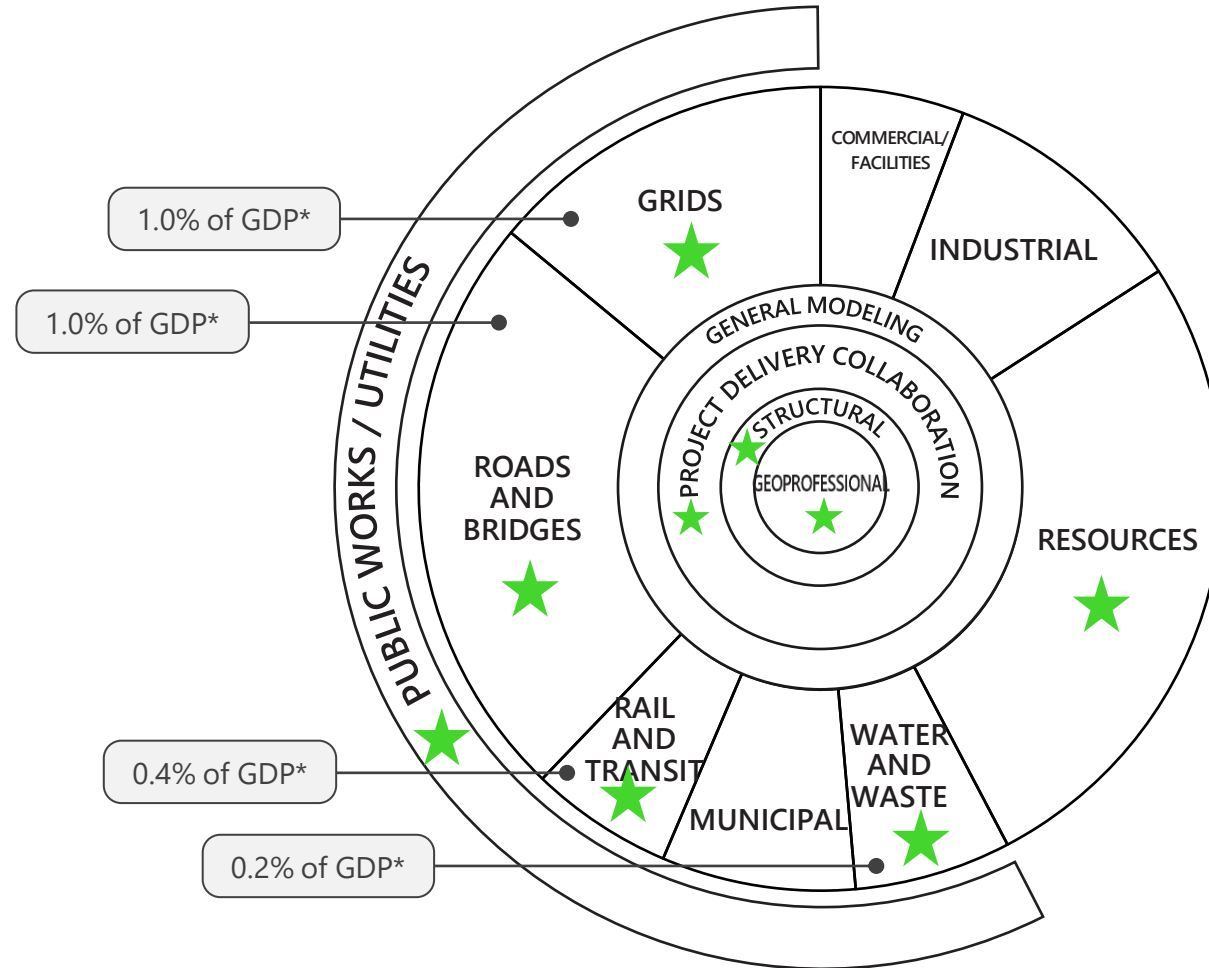 COMMERCIAL/
FACILITIES
GRIDS
1.0% of GDP*
INDUSTRIAL
1.0% of GDP*
PUBLIC WORKS / UTILITIES
GENERAL MODELING
PROJECT DELIVERY COLLABORATION
STRUCTURAL
GEOPROFESSIONAL
ROADS
AND
BRIDGES
RESOURCES
RAIL
AND
TRANSIT
WATER
AND
WASTE
0.4% of GDP*
MUNICIPAL
0.2% of GDP*